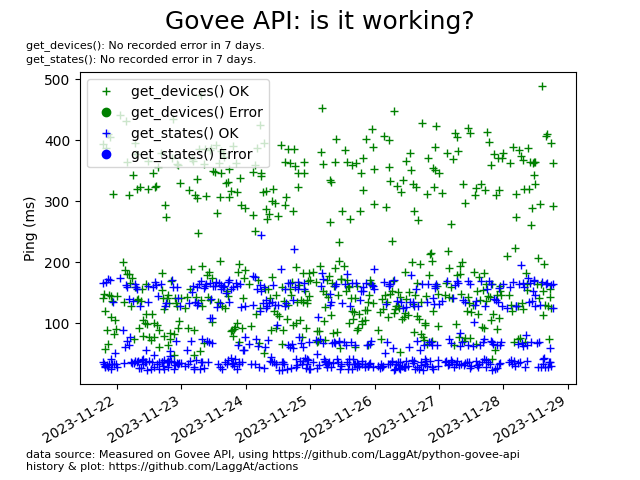 Govee API: is it working?
get_devices(): No recorded error in 7 days.
get_states(): No recorded error in 7 days.
500
400
300
200
100
Ping (ms)
get_devices() OK
get_devices() Error
get_states() OK
get_states() Error
2023-11-22
2023-11-23
2023-11-24
2023-11-25
2023-11-26
2023-11-27
2023-11-28
2023-11-29
data source: Measured on Govee API, using https://github.com/LaggAt/python-govee-api
history & plot: https://github.com/LaggAt/actions